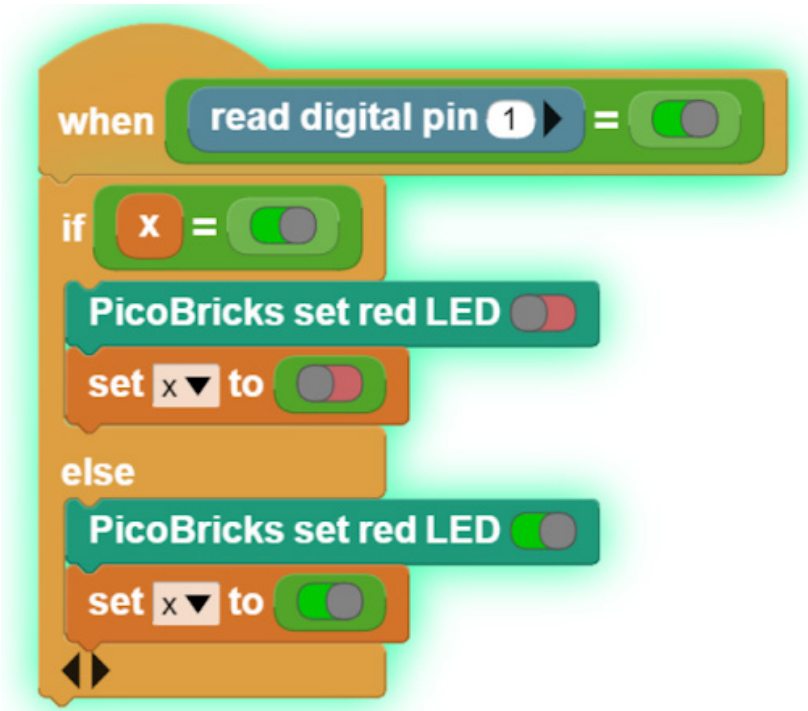 when read digital pin 1 =
if x =
PicoBricks set red LED
set x to
else
PicoBricks set red LED
set x to